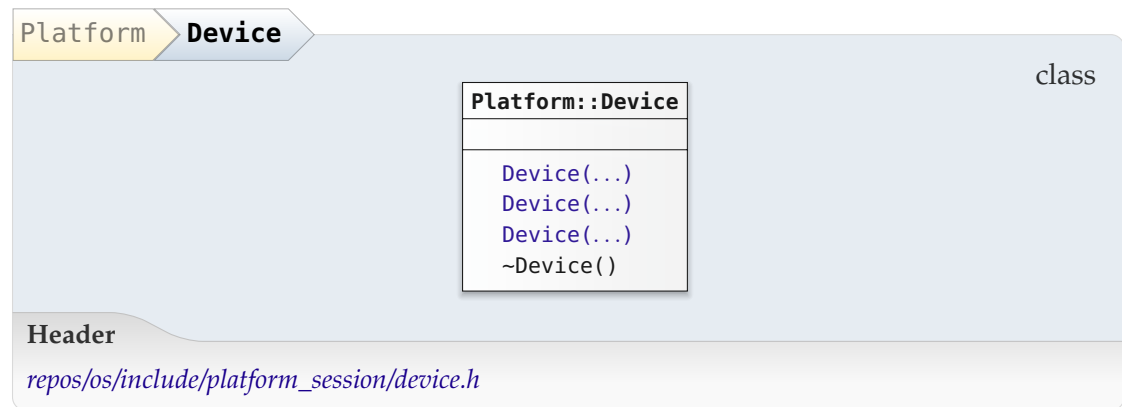 Platform Device
class
Platform::Device
Device(...)
Device(...)
Device(...)
~Device()
Header
repos/os/include/platform_session/device.h